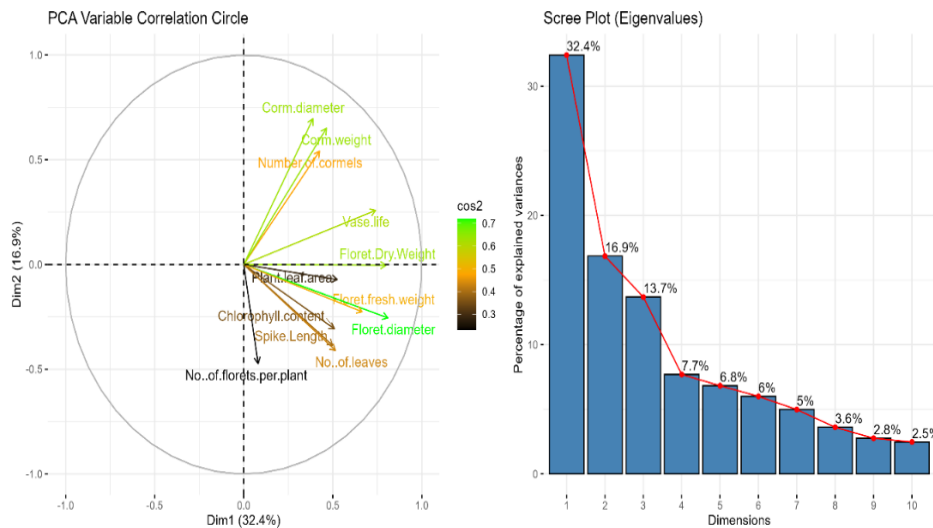 PCA Variable Correlation Circle
1.0
0.5
0.0
-0.5
-1.0
Dim2 (16.9%)
Corm.diameter
Corm.weight
Number.of.cormels
Vase.life
Floret.Dry.Weight
Plant.leaf.area
Floret.fresh.weight
Chlorophyll.content
Floret.diameter
Spike.Length
No..of.leaves
No..of.florets.per.plant
-1.0 -0.5 0.0 0.5 1.0
Dim1 (32.4%)
cos2
0.7
0.6
0.5
0.4
0.3
Scree Plot (Eigenvalues)
Percentage of explained variances
30
20
10
0
32.4%
16.9%
13.7%
7.7%
6.8%
6%
5%
3.6%
2.8%
2.5%
1 2 3 4 5 6 7 8 9 10
Dimensions